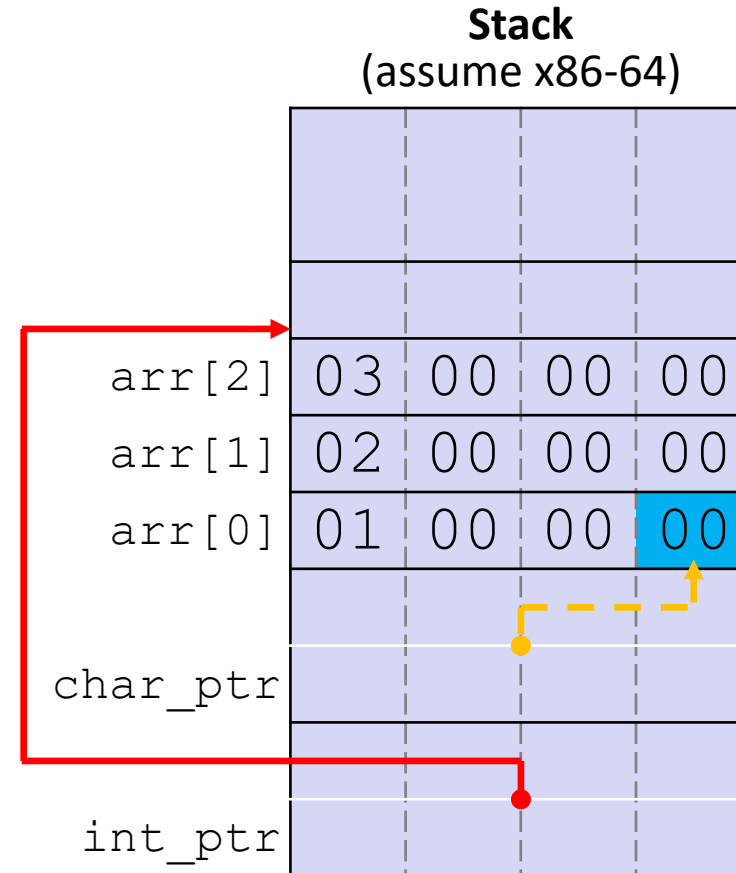 Stack
(assume x86-64)
arr[2] 03 00 00 00
arr[1] 02 00 00 00
arr[0] 01 00 00 00
char_ptr
int_ptr